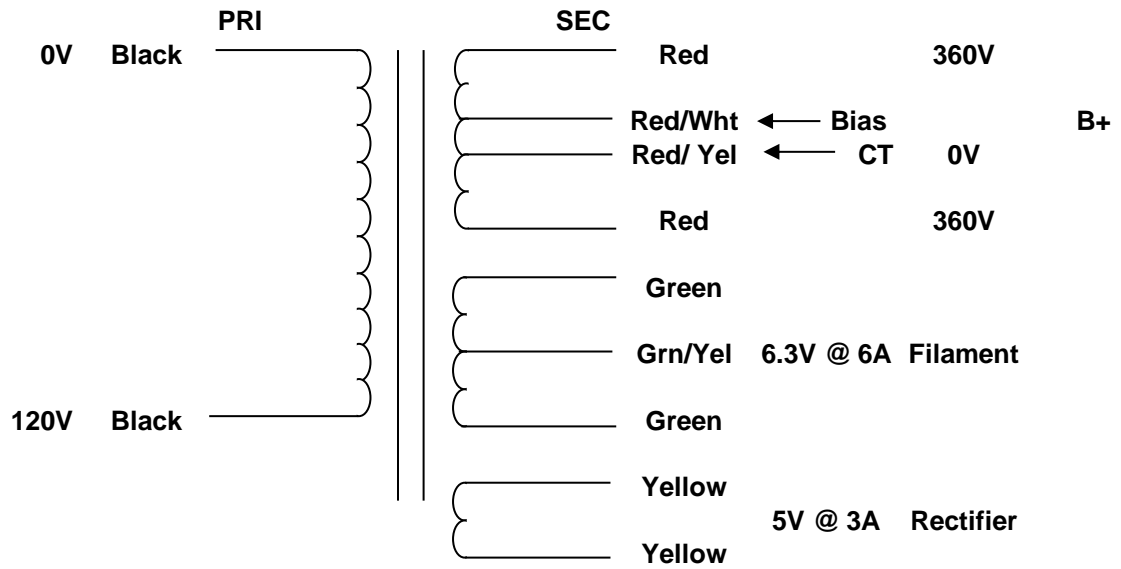 PRI SEC
0V Black Red 360V
Red/Wht Bias B+
Red/ Yel CT 0V
Red 360V
Green
Grn/Yel 6.3V @ 6A Filament
120V Black Green
Yellow
5V @ 3A Rectifier
Yellow